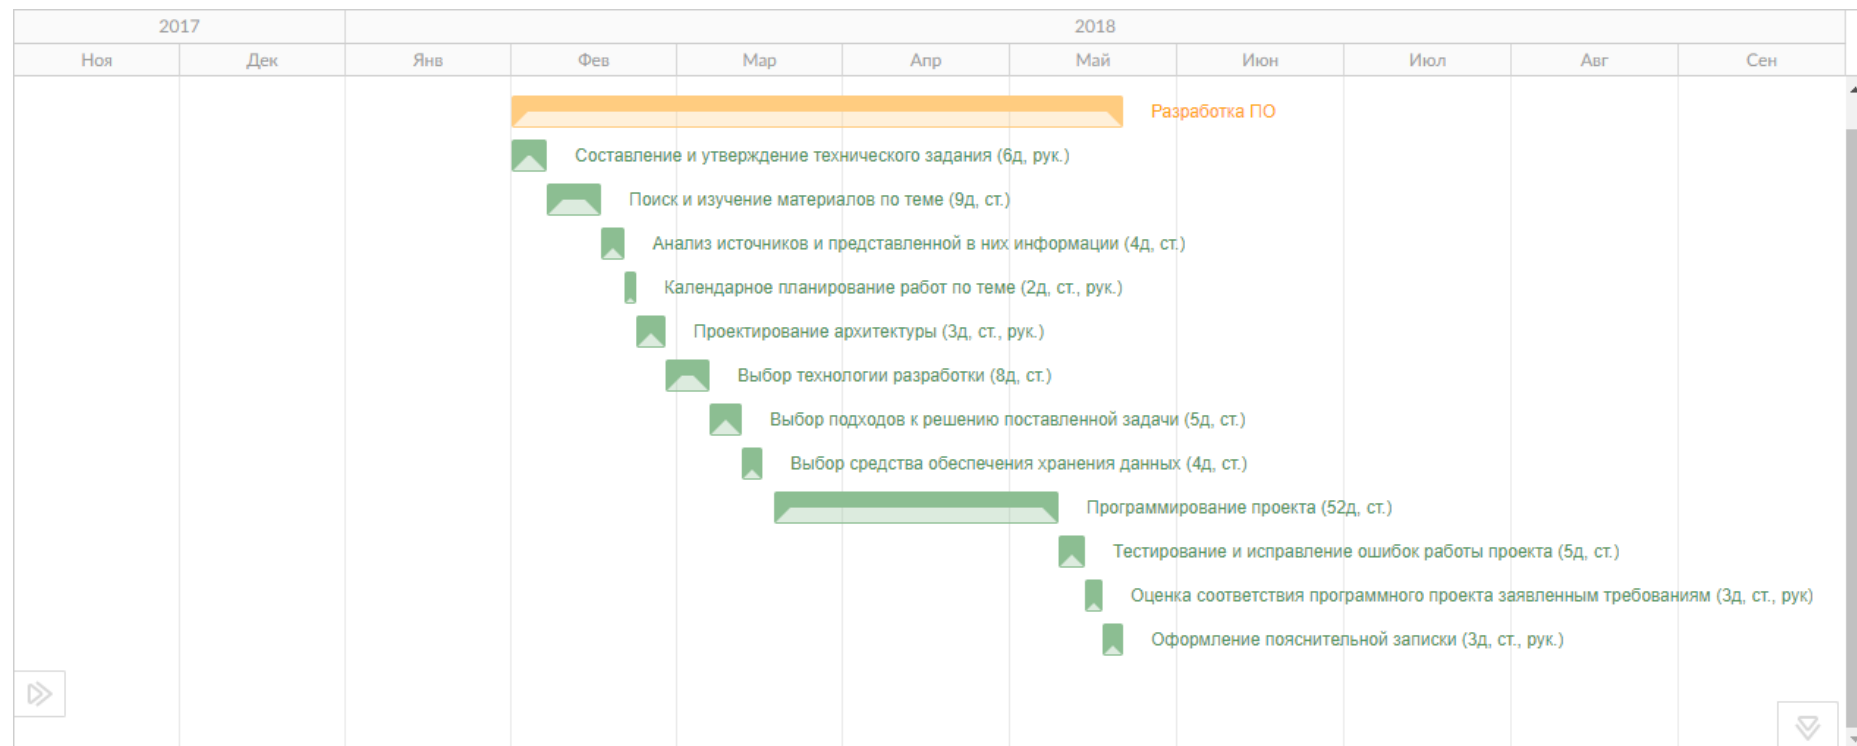 2017 2018
Ноя Дек Янв Фев Мар Апр Май Июн Июл Авг Сен
Разработка ПО
Составление и утверждение технического задания (6д, рук.)
Поиск и изучение материалов по теме (9д, ст.)
Анализ источников и представленной в них информации (4д, ст.)
Календарное планирование работ по теме (2д, ст., рук.)
Проектирование архитектуры (3д, ст., рук.)
Выбор технологии разработки (8д, ст.)
Выбор подходов к решению поставленной задачи (5д, ст.)
Выбор средства обеспечения хранения данных (4д, ст.)
Программирование проекта (52д, ст.)
Тестирование и исправление ошибок работы проекта (5д, ст.)
Оценка соответствия программного проекта заявленным требованиям (3д, ст., рук)
Оформление пояснительной записки (3д, ст., рук.)